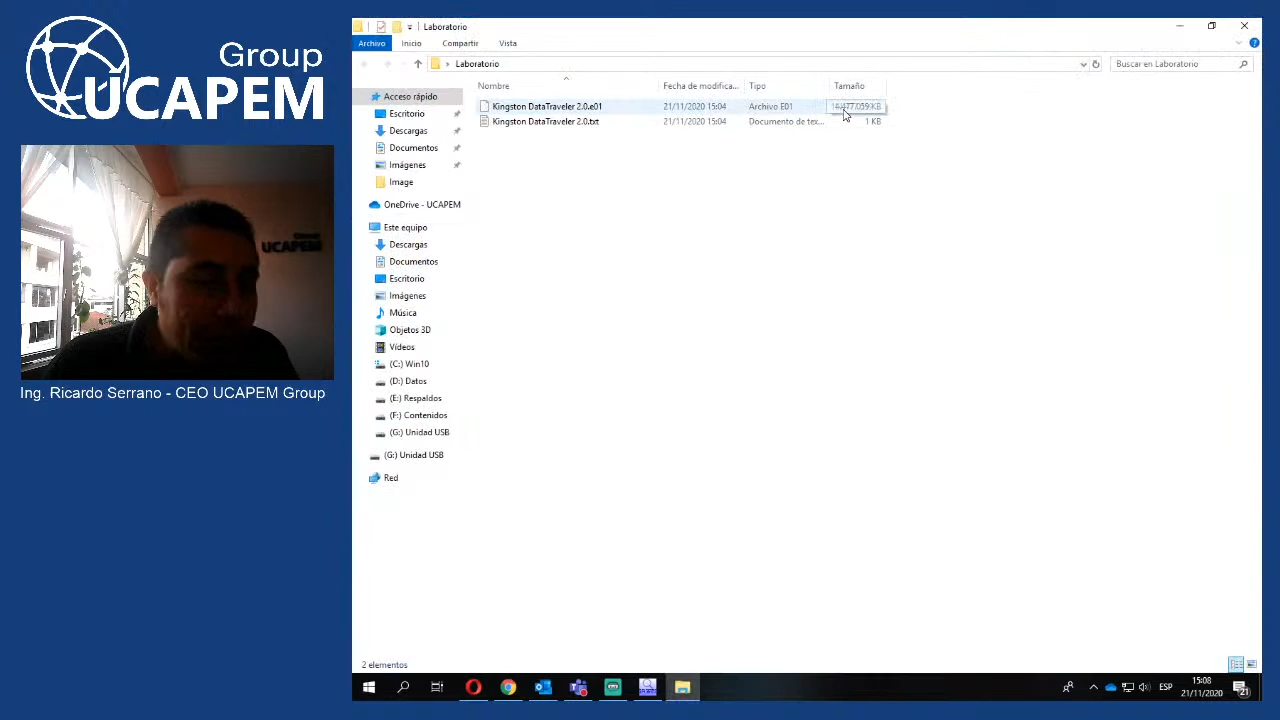 Group
UCAPEM
Ing. Ricardo Serrano - CEO UCAPEM Group
Laboratorio
Archivo
Inicio
Compartir
Vista
Laboratorio
Buscar en Laboratorio
Nombre
Fecha de modifica...
Tipo
Tamaño
Kingston DataTraveler 2.0.e01
21/11/2020 15:04
Archivo E01
Kingston DataTraveler 2.0.txt
21/11/2020 15:04
Documento de tex...
1 KB
Acceso rápido
Escritorio
Descargas
Documentos
Imágenes
Image
OneDrive - UCAPEM
Este equipo
Descargas
Documentos
Escritorio
Imágenes
Música
Objetos 3D
Vídeos
(C:) Win10
(D:) Datos
(E:) Respaldos
(F:) Contenidos
(G:) Unidad USB
(G:) Unidad USB
Red
UCAPEM
2 elementos
ESP
15:08
21/11/2020
21